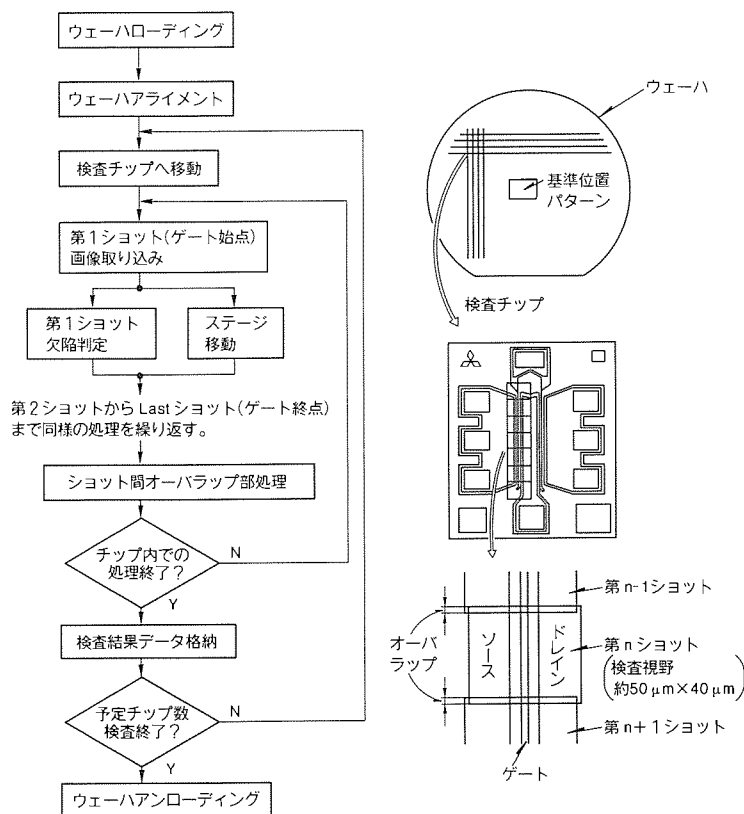 ウェーハローディング
ウェーハアライメント
検査チップへ移動
第1ショット(ゲート始点)
画像取り込み
第1ショット
欠陥判定
ステージ
移動
第2ショットからLastショット(ゲート終点)
まで同様の処理を繰り返す。
ショット間オーバラップ部処理
チップ内での
処理終了?
N
Y
検査結果データ格納
予定チップ数
検査終了?
N
Y
ウェーハアンローディング
ウェーハ
基準位置
パターン
検査チップ
第n-1ショット
オーバ
ラップ
ソース
ドレイン
第nショット
(検査視野
約50μm×40μm)
第n+1ショット
ゲート